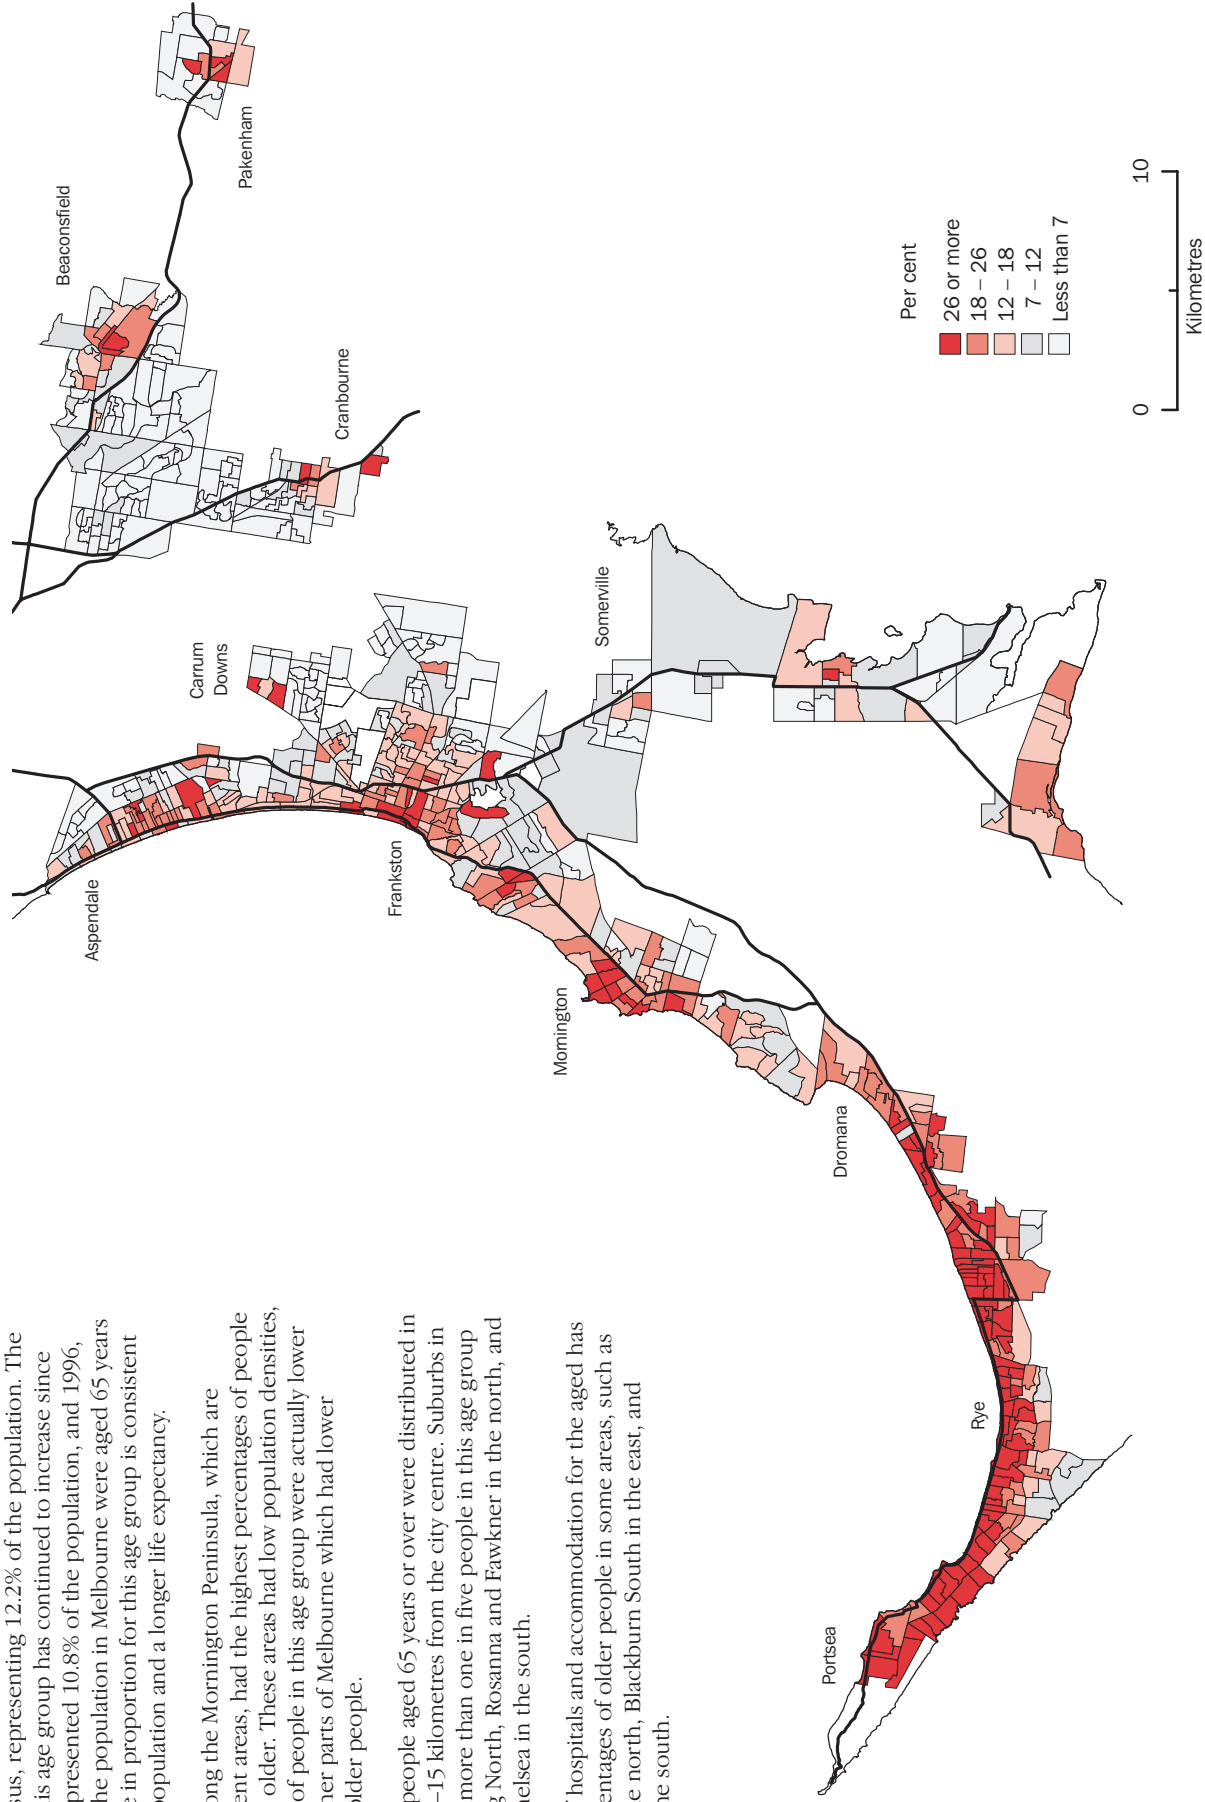 sus, representing 12.2% of the population. The
is age group has continued to increase since
presented 10.8% of the population, and 1996,
he population in Melbourne were aged 65 years
e in proportion for this age group is consistent
population and a longer life expectancy.
ong the Mornington Peninsula, which are
ent areas, had the highest percentages of people
older. These areas had low population densities,
of people in this age group were actually lower
her parts of Melbourne which had lower
older people.
people aged 65 years or over were distributed in
–15 kilometres from the city centre. Suburbs in
more than one in five people in this age group
g North, Rosanna and Fawkner in the north, and
helsea in the south.
hospitals and accommodation for the aged has
entages of older people in some areas, such as
e north, Blackburn South in the east, and
he south.
Aspendale
Carrum
Downs
Beaconsfield
Pakenham
Cranbourne
Frankston
Mornington
Somerville
Dromana
Rye
Portsea
Per cent
26 or more
18 – 26
12 – 18
7 – 12
Less than 7
0 10
Kilometres